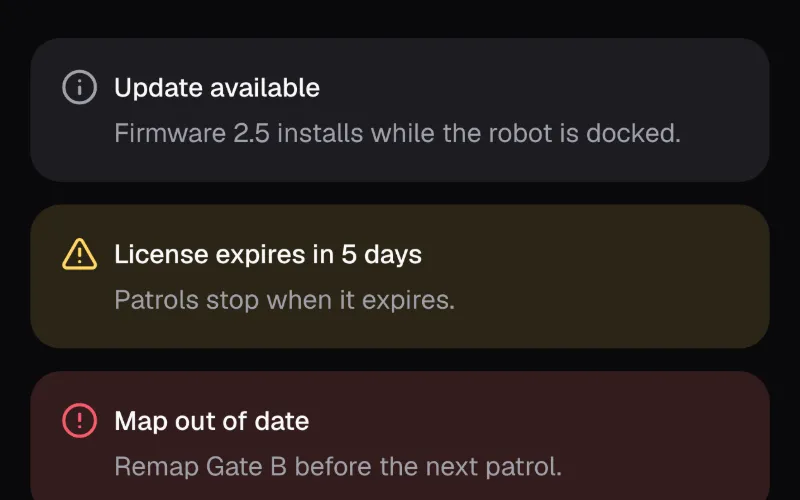 Update available
Firmware 2.5 installs while the robot is docked.
License expires in 5 days
Patrols stop when it expires.
Map out of date
Remap Gate B before the next patrol.